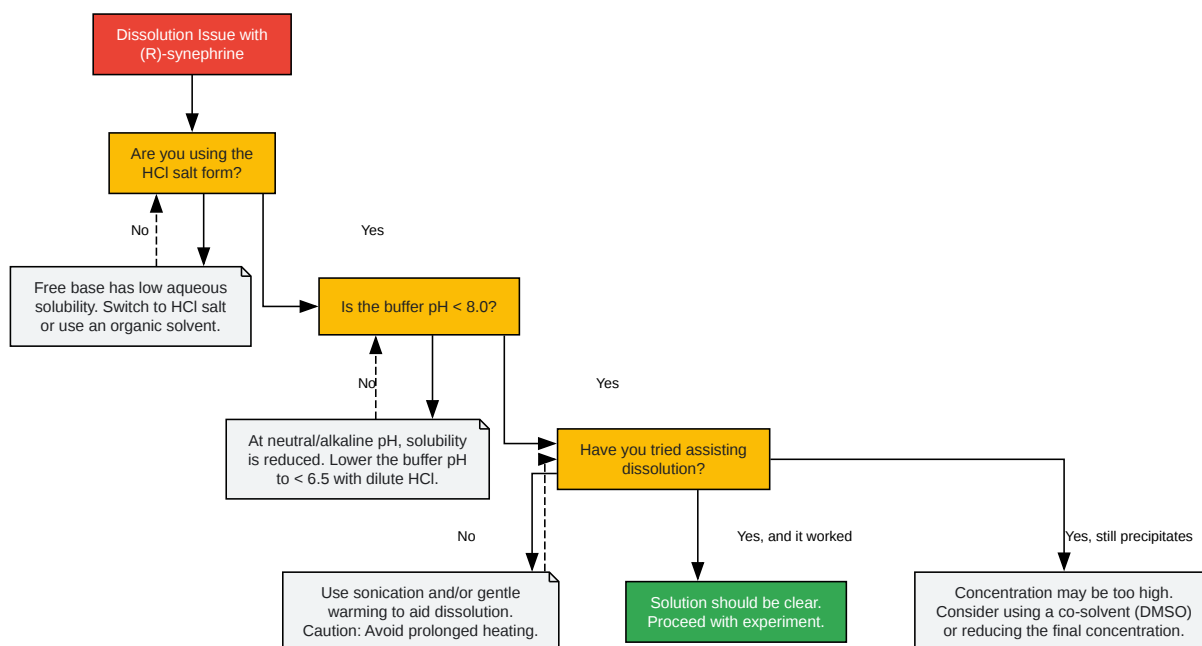 Dissolution Issue with
(R)-synephrine
Are you using the
HCl salt form?
No
Yes
Free base has low aqueous
solubility. Switch to HCl salt
or use an organic solvent.
Is the buffer pH < 8.0?
No
Yes
At neutral/alkaline pH, solubility
is reduced. Lower the buffer pH
to < 6.5 with dilute HCl.
Have you tried assisting
dissolution?
No
Yes, and it worked
Yes, still precipitates
Use sonication and/or gentle
warming to aid dissolution.
Caution: Avoid prolonged heating.
Solution should be clear.
Proceed with experiment.
Concentration may be too high.
Consider using a co-solvent (DMSO)
or reducing the final concentration.